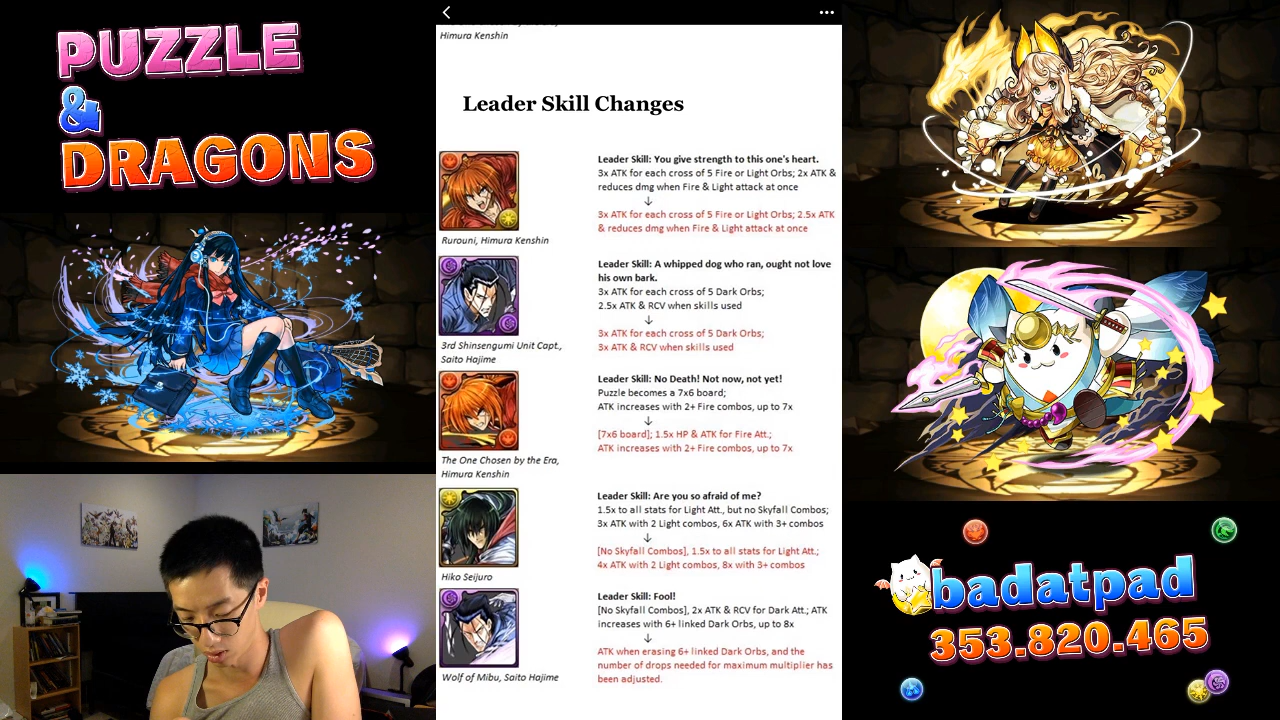 PUZZLE
&
DRAGONS
Himura Kenshin
Leader Skill Changes
Leader Skill: You give strength to this one's heart.
3x ATK for each cross of 5 Fire or Light Orbs; 2x ATK &
reduces dmg when Fire & Light attack at once
↓
3x ATK for each cross of 5 Fire or Light Orbs; 2.5x ATK
& reduces dmg when Fire & Light attack at once
Rurouni, Himura Kenshin
Leader Skill: A whipped dog who ran, ought not love
his own bark.
3x ATK for each cross of 5 Dark Orbs;
2.5x ATK & RCV when skills used
↓
3x ATK for each cross of 5 Dark Orbs;
3x ATK & RCV when skills used
3rd Shinsengumi Unit Capt.,
Saito Hajime
Leader Skill: No Death! Not now, not yet!
Puzzle becomes a 7x6 board;
ATK increases with 2+ Fire combos, up to 7x
↓
[7x6 board]; 1.5x HP & ATK for Fire Att.;
ATK increases with 2+ Fire combos, up to 7x
The One Chosen by the Era,
Himura Kenshin
Leader Skill: Are you so afraid of me?
1.5x to all stats for Light Att., but no Skyfall Combos;
3x ATK with 2 Light combos, 6x ATK with 3+ combos
↓
[No Skyfall Combos], 1.5x to all stats for Light Att.;
4x ATK with 2 Light combos, 8x with 3+ combos
Hiko Seijuro
Leader Skill: Fool!
[No Skyfall Combos], 2x ATK & RCV for Dark Att.; ATK
increases with 6+ linked Dark Orbs, up to 8x
↓
ATK when erasing 6+ linked Dark Orbs, and the
number of drops needed for maximum multiplier has
been adjusted.
Wolf of Mibu, Saito Hajime
badatpad
353.820.465